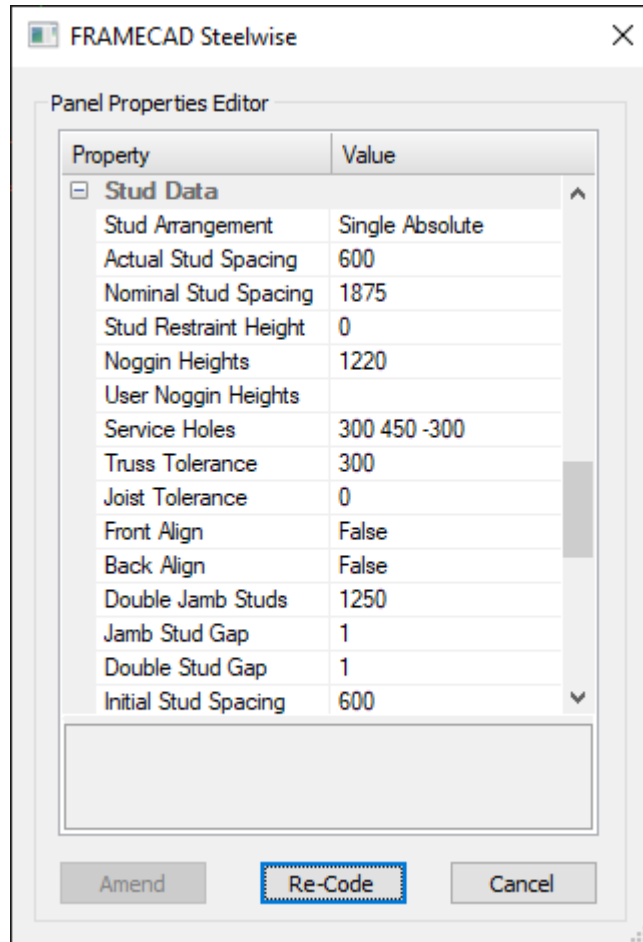 FRAMECAD Steelwise
Panel Properties Editor
Property Value
Stud Data
Stud Arrangement Single Absolute
Actual Stud Spacing 600
Nominal Stud Spacing 1875
Stud Restraint Height 0
Noggin Heights 1220
User Noggin Heights
Service Holes 300 450 -300
Truss Tolerance 300
Joist Tolerance 0
Front Align False
Back Align False
Double Jamb Studs 1250
Jamb Stud Gap 1
Double Stud Gap 1
Initial Stud Spacing 600
Amend Re-Code Cancel